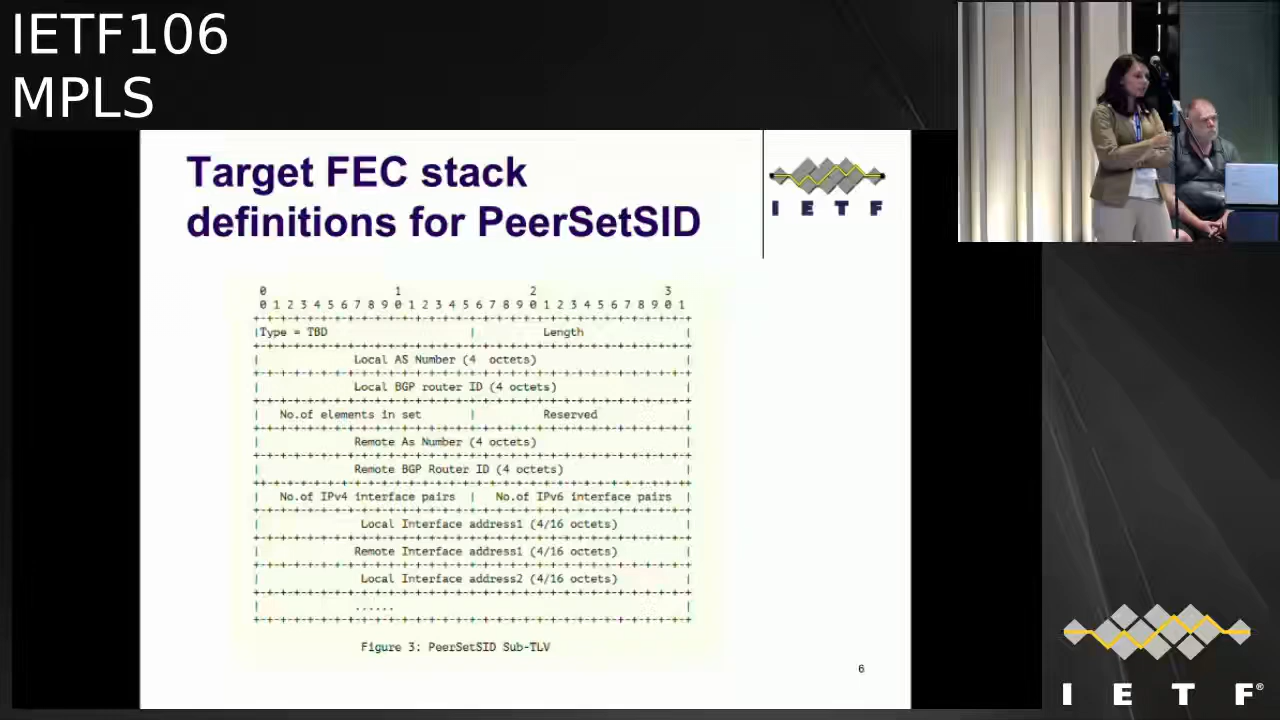 IETF106
MPLS
Target FEC stack
definitions for PeerSetSID
I E T F
0 1 2 3
0 1 2 3 4 5 6 7 8 9 0 1 2 3 4 5 6 7 8 9 0 1 2 3 4 5 6 7 8 9 0 1
+-+-+-+-+-+-+-+-+-+-+-+-+-+-+-+-+-+-+-+-+-+-+-+-+-+-+-+-+-+-+-+-+
|Type = TBD | Length |
+-+-+-+-+-+-+-+-+-+-+-+-+-+-+-+-+-+-+-+-+-+-+-+-+-+-+-+-+-+-+-+-+
| Local AS Number (4 octets) |
+-+-+-+-+-+-+-+-+-+-+-+-+-+-+-+-+-+-+-+-+-+-+-+-+-+-+-+-+-+-+-+-+
| Local BGP router ID (4 octets) |
+-+-+-+-+-+-+-+-+-+-+-+-+-+-+-+-+-+-+-+-+-+-+-+-+-+-+-+-+-+-+-+-+
| No.of elements in set | Reserved |
+-+-+-+-+-+-+-+-+-+-+-+-+-+-+-+-+-+-+-+-+-+-+-+-+-+-+-+-+-+-+-+-+
| Remote As Number (4 octets) |
+-+-+-+-+-+-+-+-+-+-+-+-+-+-+-+-+-+-+-+-+-+-+-+-+-+-+-+-+-+-+-+-+
| Remote BGP Router ID (4 octets) |
++-+-+-+-+-+-+-+-+-+-+-+-+-+-+-+-+-+-+-+-+-+-+-+-+-+-+-+-+-+-+-+
| No.of IPv4 interface pairs | No.of IPv6 interface pairs |
+-+-+-+-+-+-+-+-+-+-+-+-+-+-+-+-+-+-+-+-+-+-+-+-+-+-+-+-+-+-+-+-+
| Local Interface address1 (4/16 octets) |
+-+-+-+-+-+-+-+-+-+-+-+-+-+-+-+-+-+-+-+-+-+-+-+-+-+-+-+-+-+-+-+-+
| Remote Interface address1 (4/16 octets) |
+-+-+-+-+-+-+-+-+-+-+-+-+-+-+-+-+-+-+-+-+-+-+-+-+-+-+-+-+-+-+-+-+
| Local Interface address2 (4/16 octets) |
+-+-+-+-+-+-+-+-+-+-+-+-+-+-+-+-+-+-+-+-+-+-+-+-+-+-+-+-+-+-+-+-+
| ...... |
+-+-+-+-+-+-+-+-+-+-+-+-+-+-+-+-+-+-+-+-+-+-+-+-+-+-+-+-+-+-+-+-+
Figure 3: PeerSetSID Sub-TLV
6
I E T F®